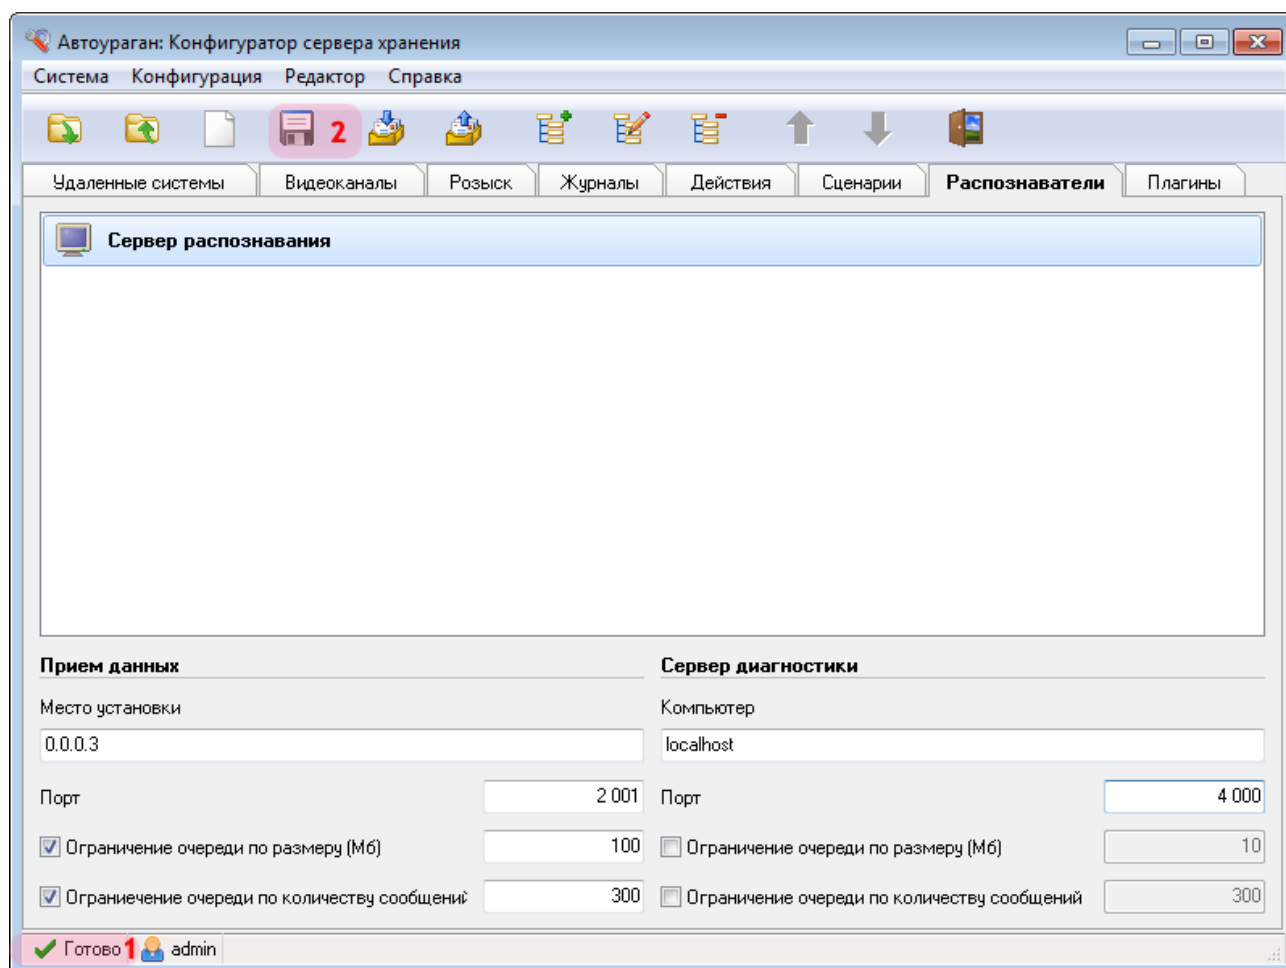 Автоураган: Конфигуратор сервера хранения
Система Конфигурация Редактор Справка
2
Удаленные системы Видеоканалы Розыск Журналы Действия Сценарии Распознаватели Плагины
Сервер распознавания
Прием данных Сервер диагностики
Место установки Компьютер
0.0.0.3 localhost
Порт 2 001 Порт 4 000
Ограничение очереди по размеру (Мб) 100 Ограничение очереди по размеру (Мб) 10
Ограниечение очереди по количеству сообщений 300 Ограничение очереди по количеству сообщений 300
Готово 1 admin